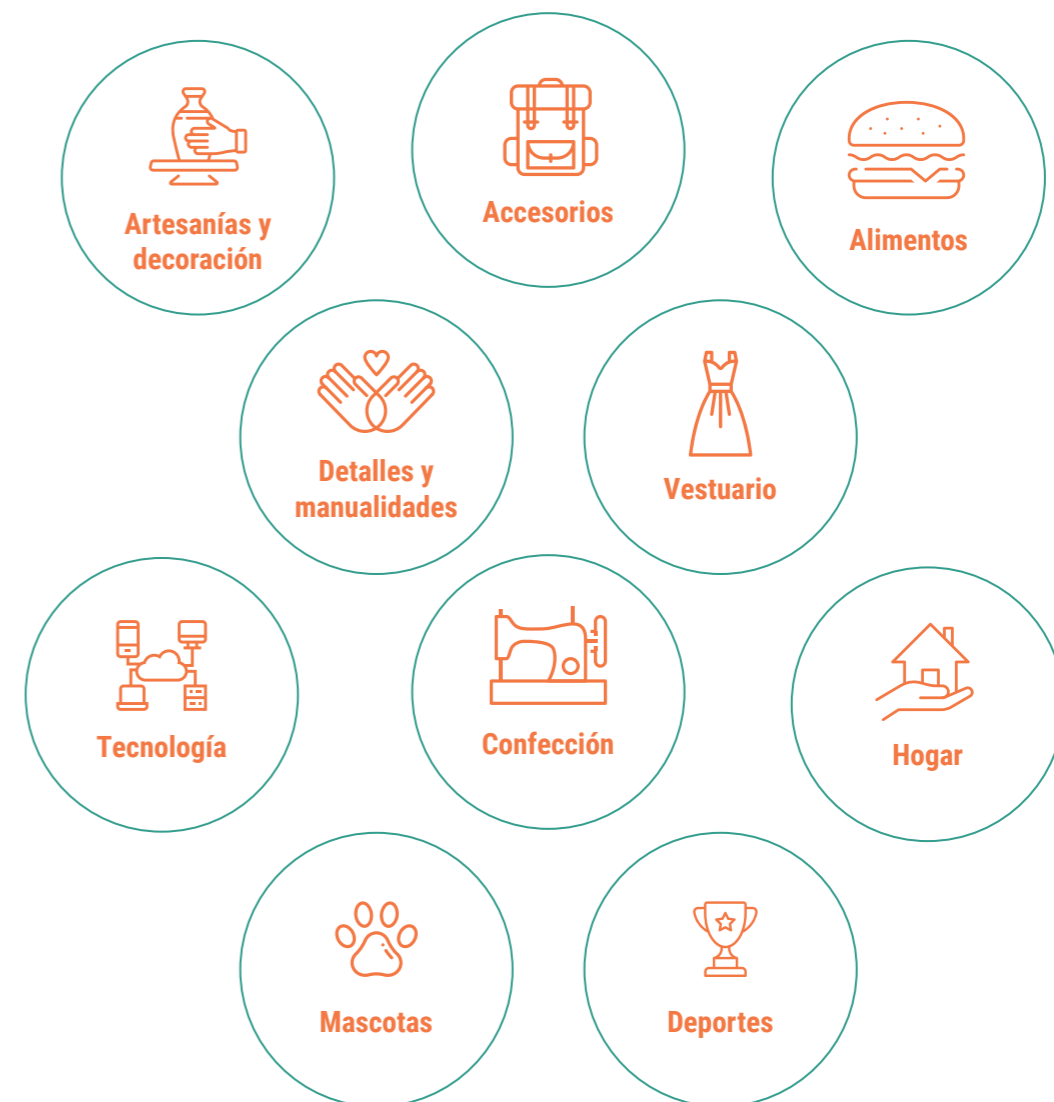 Artesanías y
decoración
Accesorios
Alimentos
Detalles y
manualidades
Vestuario
Tecnología
Confección
Hogar
Mascotas
Deportes